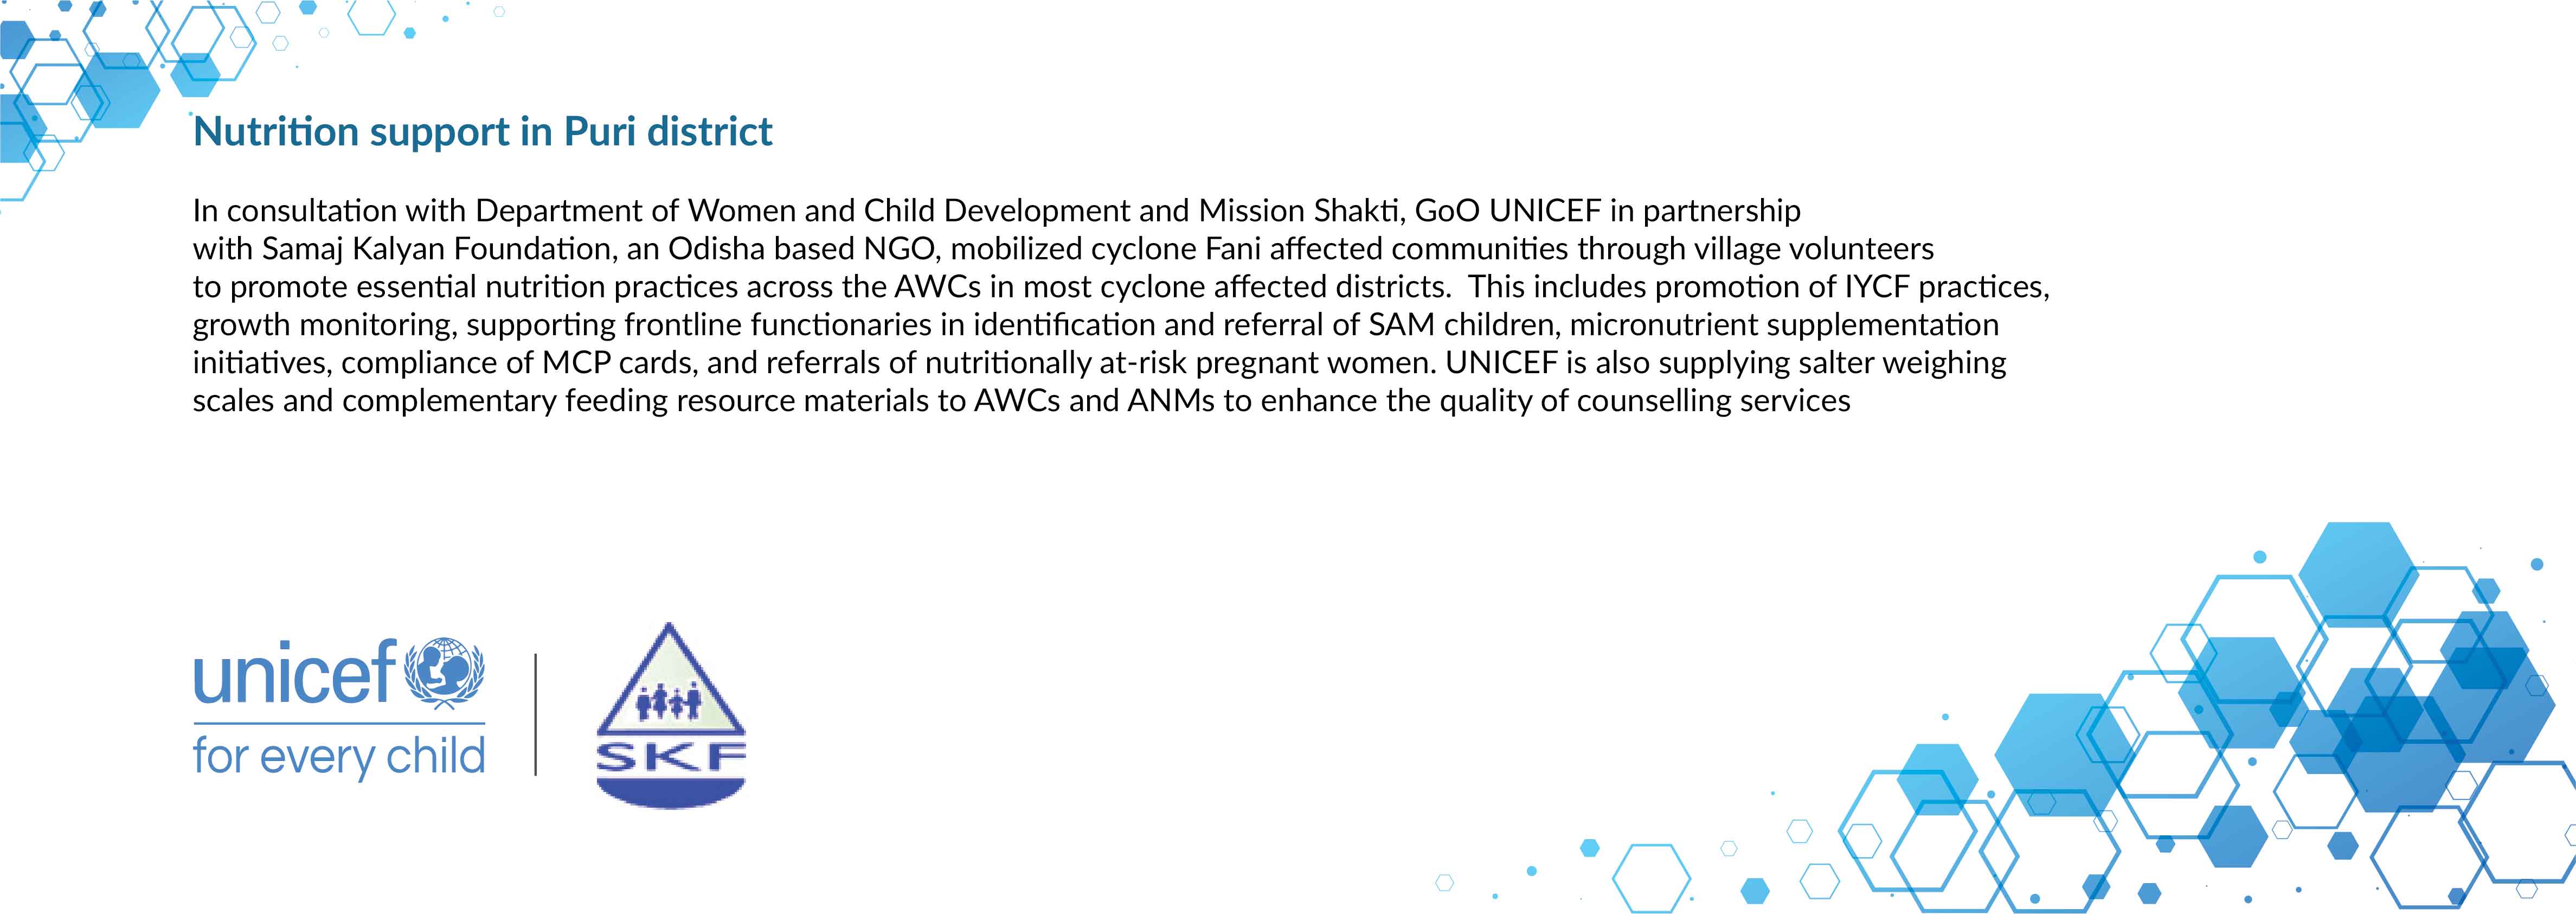 Nutrition support in Puri district
In consultation with Department of Women and Child Development and Mission Shakti, GoO UNICEF in partnership
with Samaj Kalyan Foundation, an Odisha based NGO, mobilized cyclone Fani affected communities through village volunteers
to promote essential nutrition practices across the AWCs in most cyclone affected districts.  This includes promotion of IYCF practices,
growth monitoring, supporting frontline functionaries in identification and referral of SAM children, micronutrient supplementation
initiatives, compliance of MCP cards, and referrals of nutritionally at-risk pregnant women. UNICEF is also supplying salter weighing
scales and complementary feeding resource materials to AWCs and ANMs to enhance the quality of counselling services
unicef
for every child
SKF